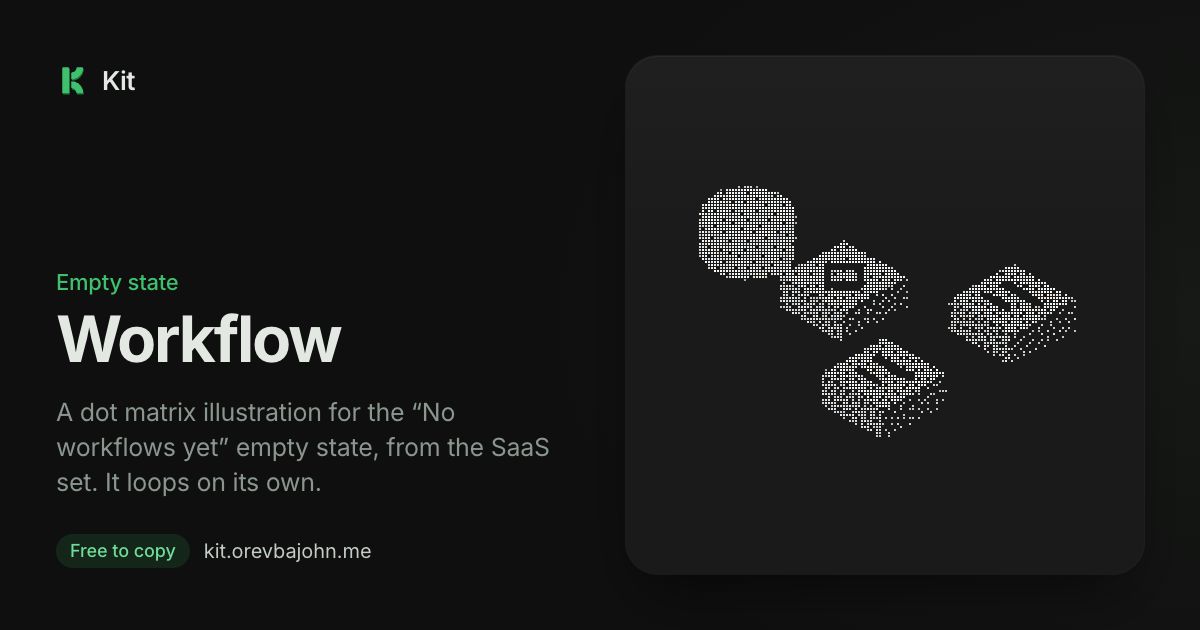 Kit
Empty state
Workflow
A dot matrix illustration for the “No
workflows yet” empty state, from the SaaS
set. It loops on its own.
Free to copy
kit.orevbajohn.me